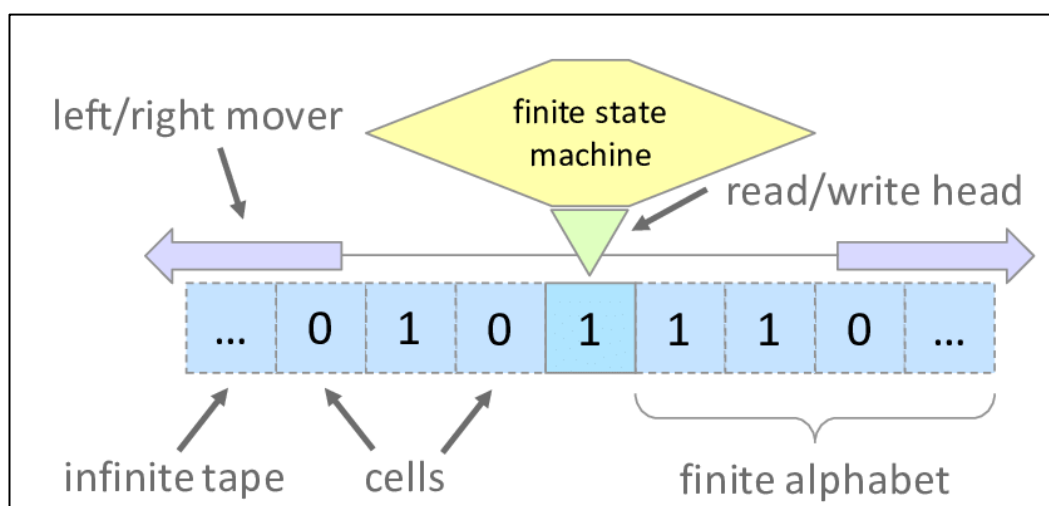 finite state
machine
left/right mover
read/write head
... 0 1 0 1 1 1 0 ...
infinite tape
cells
finite alphabet